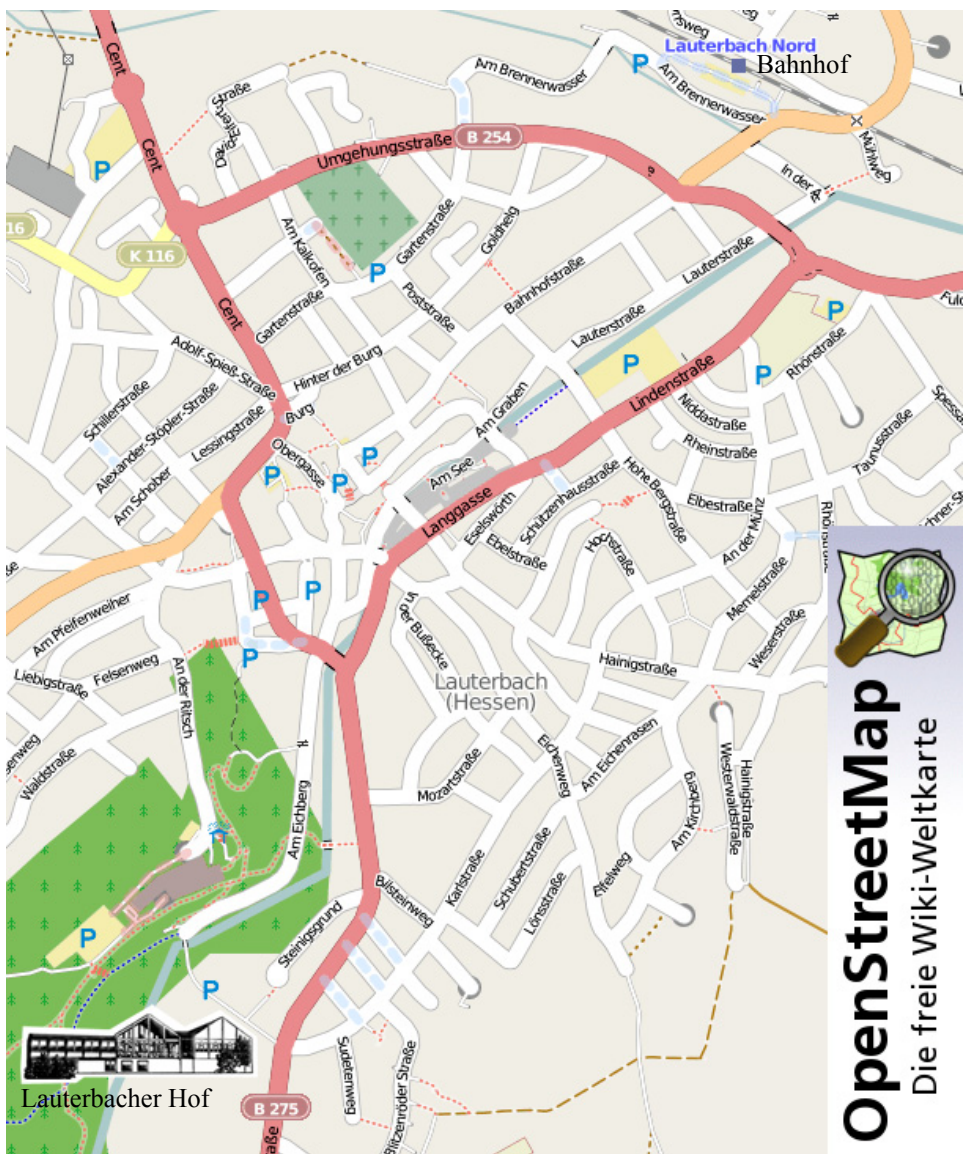 Cent
Lauterbach Nord
Bahnhof
Am Brennerwasser
Am Brennerwasser
P
P
Umgehungsstraße
B 254
Mühlweg
Cent
In der A
16
K 116
Am Kalkofen
Gartenstraße
Goldhelg
P
Poststraße
Bahnhofstraße
Lauterstraße
Cent
Gartenstraße
Lauterstraße
P
Adolf-Spieß-Straße
Hinter der Burg
P
Lindenstraße
P
Rhönstraße
Schillerstraße
Alexander-Stöpler-Straße
Lessingstraße
Burg
Am Graben
Niddastraße
Rheinstraße
Taunusstraße
Am Schober
Obergasse
P
P
P
Am See
Langgasse
Eselswörth
Ebelstraße
Schützenhausstraße
Hohe Bergstraße
Elbestraße
An der Wünz
Hochstraße
Am Pfeifenweiher
P
P
P
Memelstraße
Weserstraße
Felsenweg
Liebigstraße
An der Ritsch
Hainigstraße
Lauterbach
(Hessen)
Waldstraße
Mozartstraße
Eichenweg
Am Eichenrasen
Am Eichberg
Westerwaldstraße
Hainigstraße
Am Kirchberg
Karlstraße
Schubertstraße
Lönsstraße
Eifelweg
Bilsteinweg
Steinigsgrund
P
P
Lauterbacher Hof
Sudetenweg
Blitzenröder Straße
B 275
aße
OpenStreetMap
Die freie Wiki-Weltkarte